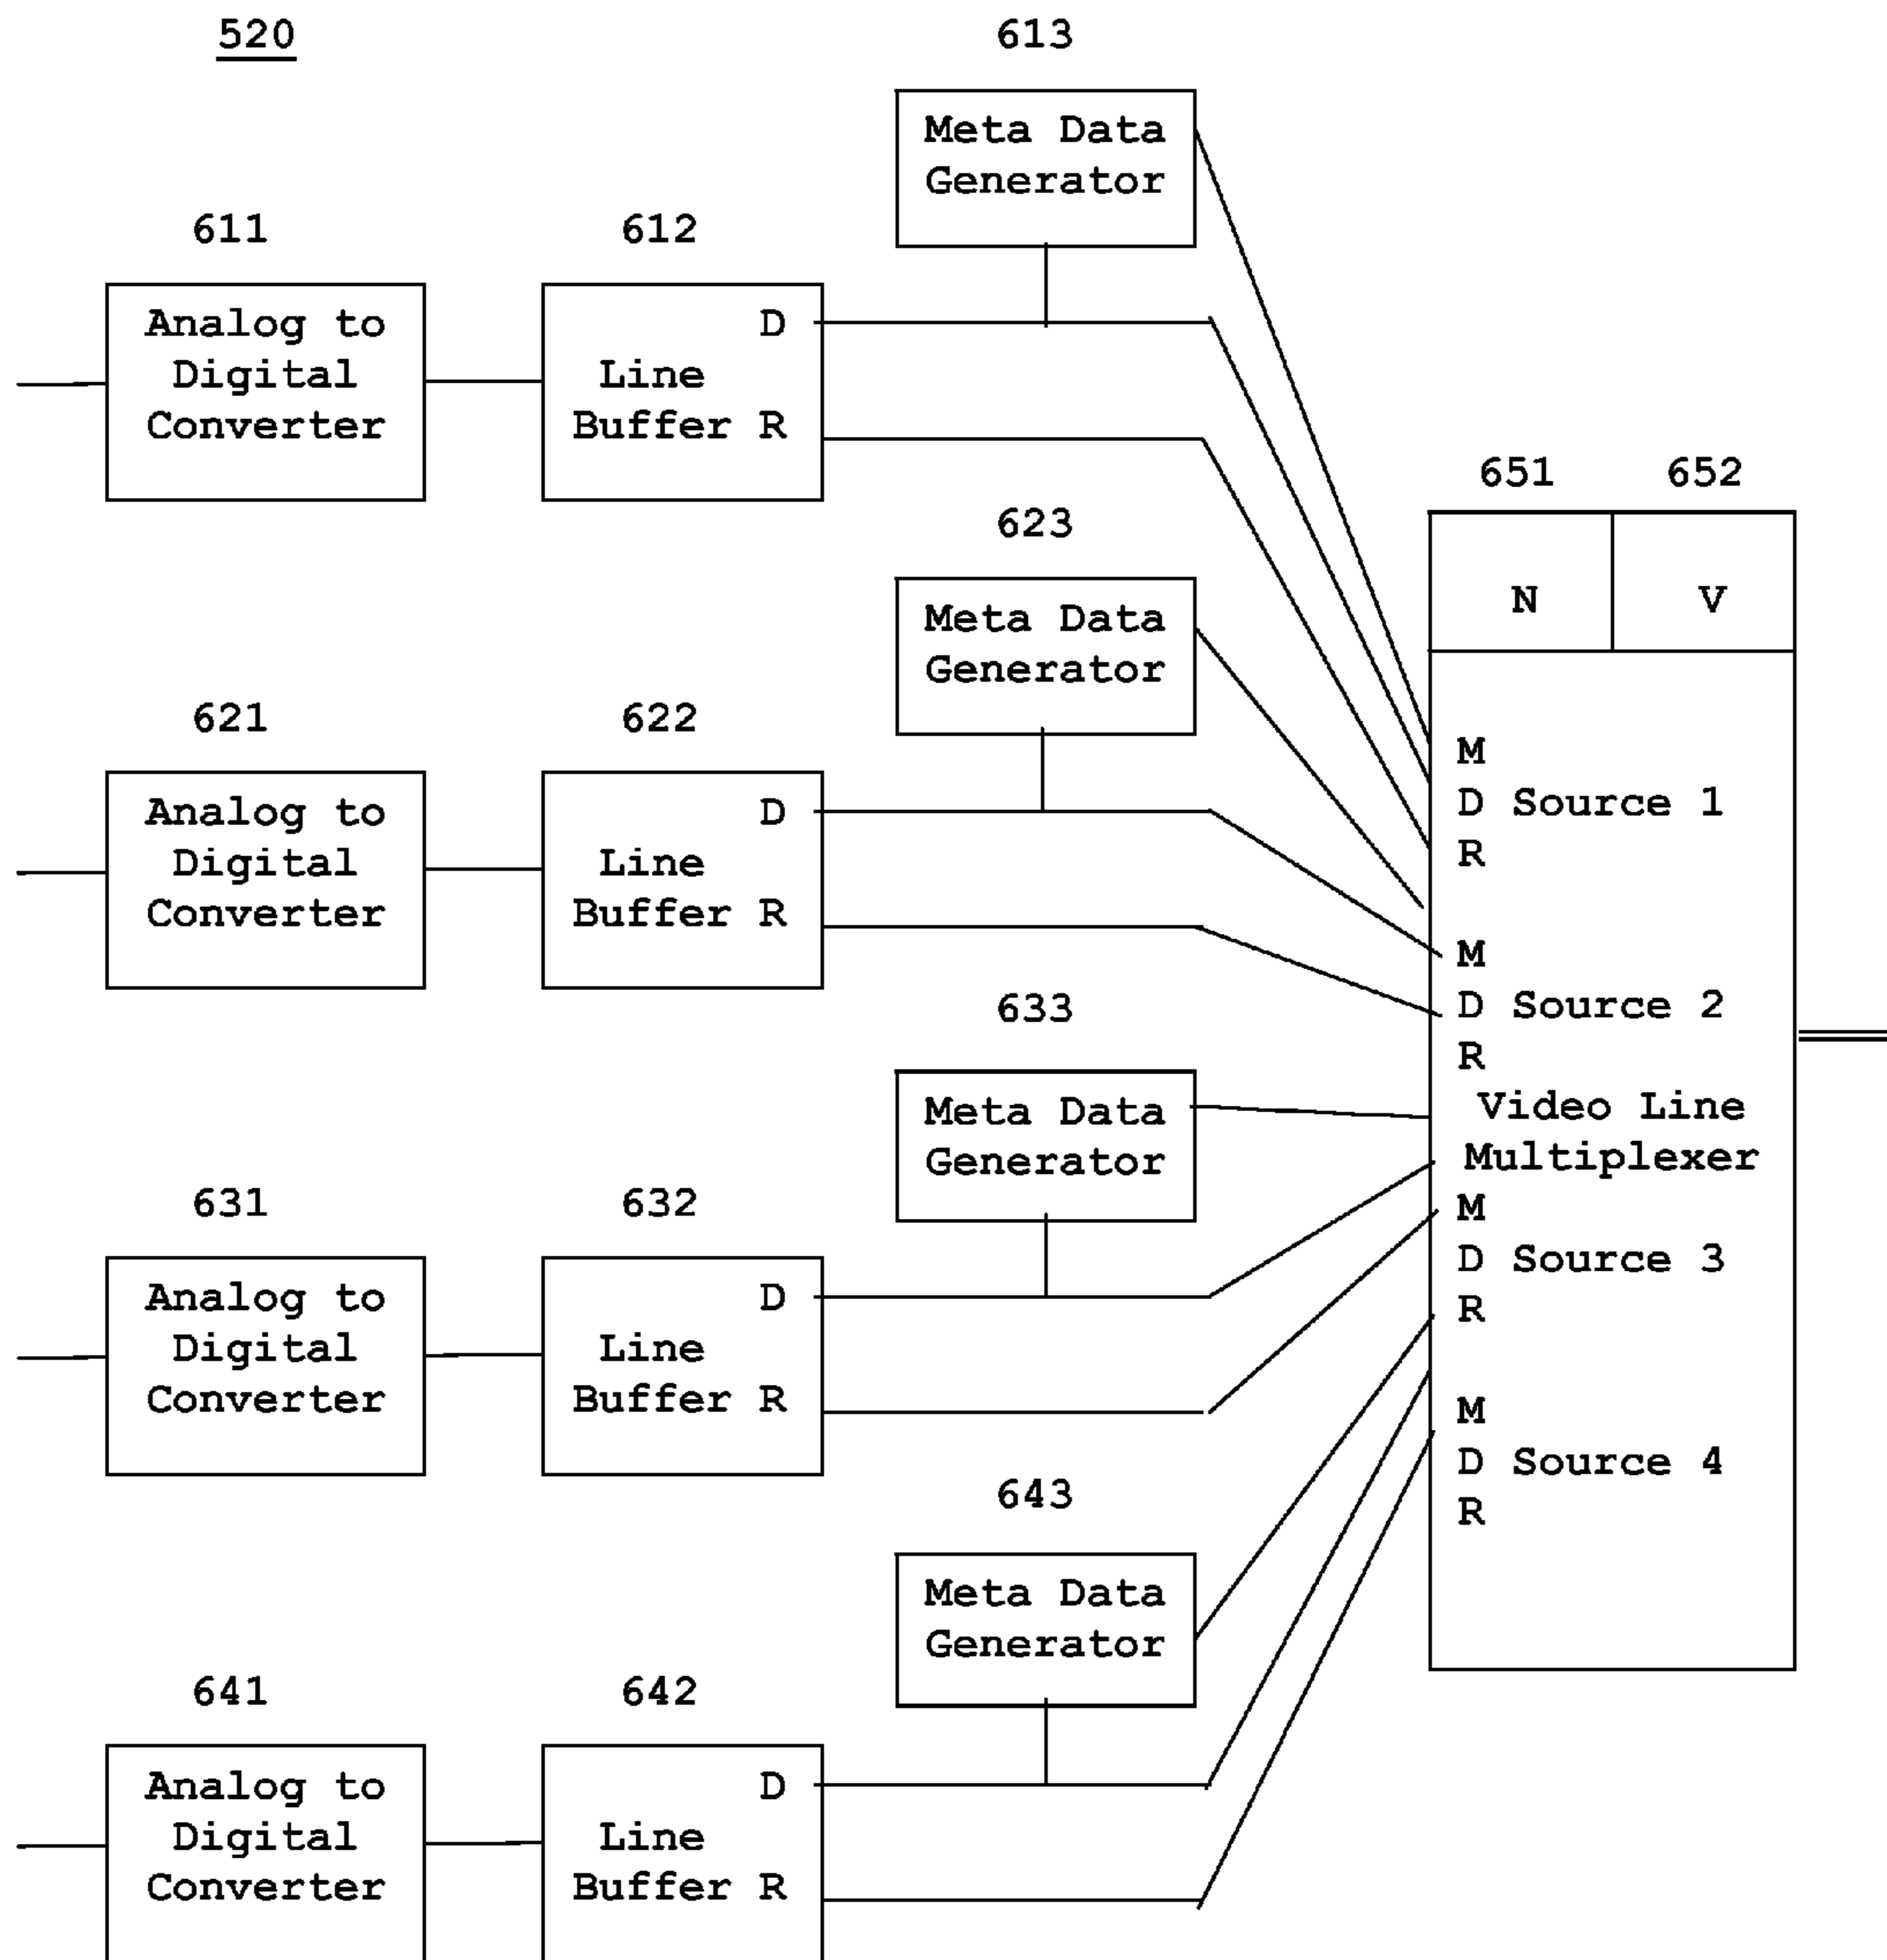 520
613
Meta Data
Generator
611
612
Analog to
Digital
Converter
D
Line
Buffer R
623
Meta Data
Generator
621
622
Analog to
Digital
Converter
D
Line
Buffer R
633
Meta Data
Generator
631
632
Analog to
Digital
Converter
D
Line
Buffer R
643
Meta Data
Generator
641
642
Analog to
Digital
Converter
D
Line
Buffer R
651
652
N
V
M
D Source 1
R
M
D Source 2
R
Video Line
Multiplexer
M
D Source 3
R
M
D Source 4
R